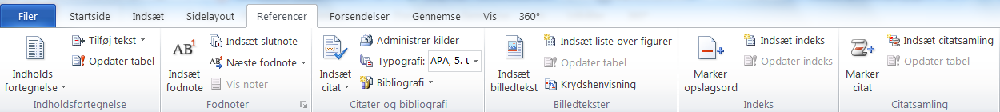 Filer Startside Indsæt Sidelayout Referencer Forsendelser Gennemse Vis 360°
Indholds-
fortegnelse
Tilføj tekst
Opdater tabel
Indholdsfortegnelse
AB1
Indsæt
fodnote
Indsæt slutnote
AB1 Næste fodnote
Vis noter
Fodnoter
Indsæt
citat
Administrer kilder
Typografi: APA, 5. u
Bibliografi
Citater og bibliografi
Indsæt
billedtekst
Indsæt liste over figurer
Opdater tabel
Krydshenvisning
Billedtekster
Marker
opslagsord
Indsæt indeks
Opdater indeks
Indeks
Marker
citat
Indsæt citatsamling
Opdater tabel
Citatsamling